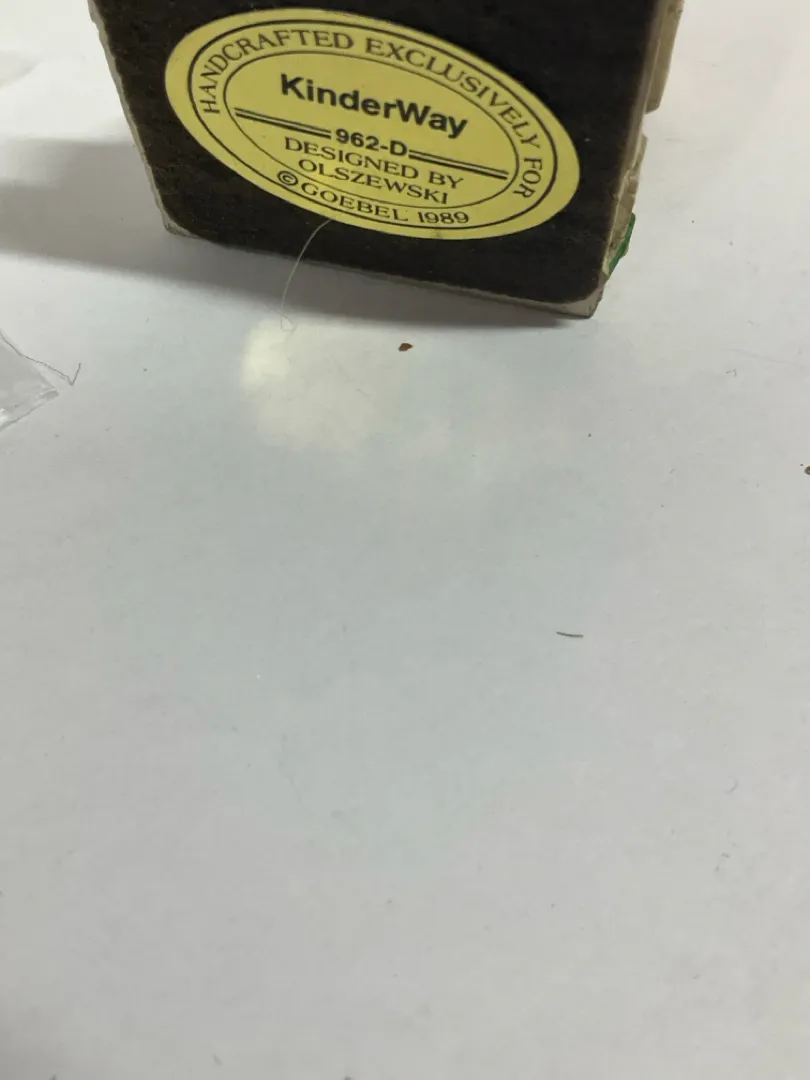 HANDCRAFTED EXCLUSIVELY FOR
KinderWay
962-D
DESIGNED BY
OLSZEWSKI
©GOEBEL 1989